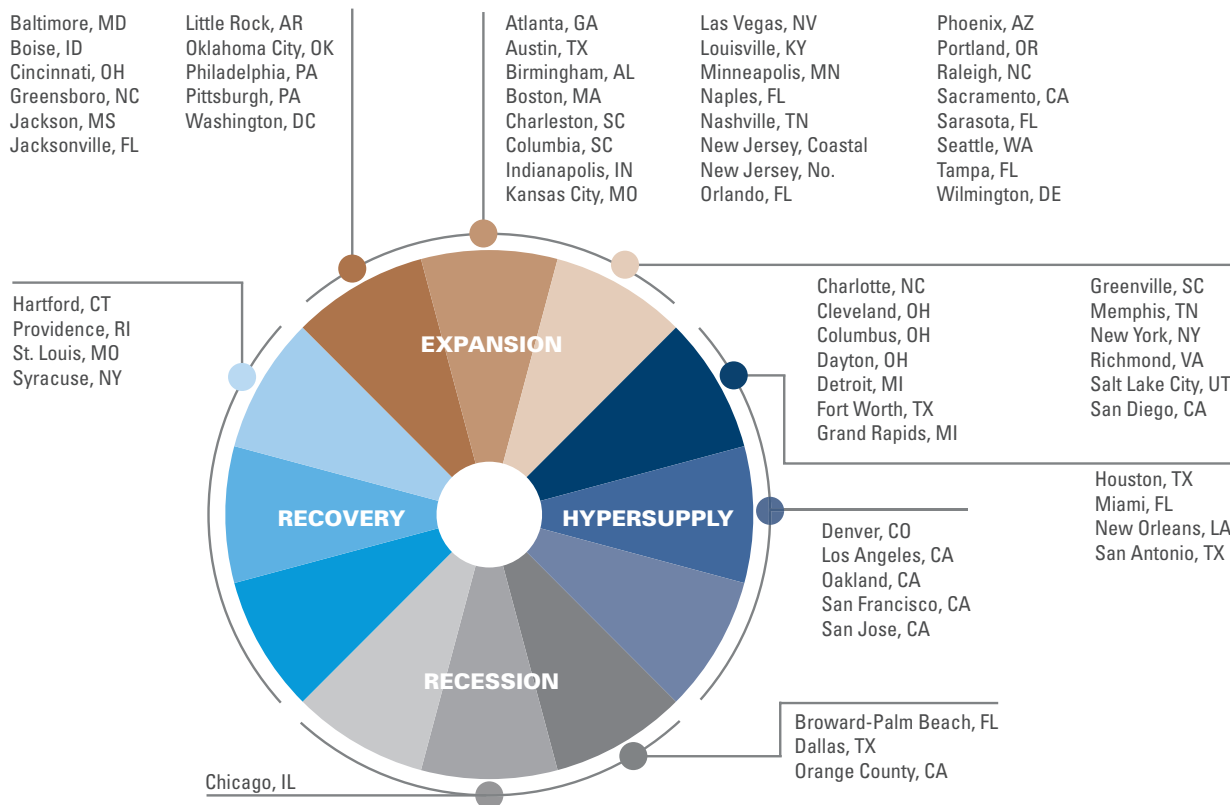 Baltimore, MD
Boise, ID
Cincinnati, OH
Greensboro, NC
Jackson, MS
Jacksonville, FL
Little Rock, AR
Oklahoma City, OK
Philadelphia, PA
Pittsburgh, PA
Washington, DC
Atlanta, GA
Austin, TX
Birmingham, AL
Boston, MA
Charleston, SC
Columbia, SC
Indianapolis, IN
Kansas City, MO
Las Vegas, NV
Louisville, KY
Minneapolis, MN
Naples, FL
Nashville, TN
New Jersey, Coastal
New Jersey, No.
Orlando, FL
Phoenix, AZ
Portland, OR
Raleigh, NC
Sacramento, CA
Sarasota, FL
Seattle, WA
Tampa, FL
Wilmington, DE
Hartford, CT
Providence, RI
St. Louis, MO
Syracuse, NY
EXPANSION
Charlotte, NC
Cleveland, OH
Columbus, OH
Dayton, OH
Detroit, MI
Fort Worth, TX
Grand Rapids, MI
Greenville, SC
Memphis, TN
New York, NY
Richmond, VA
Salt Lake City, UT
San Diego, CA
RECOVERY
HYPERSUPPLY
Houston, TX
Miami, FL
New Orleans, LA
San Antonio, TX
Denver, CO
Los Angeles, CA
Oakland, CA
San Francisco, CA
San Jose, CA
RECESSION
Broward-Palm Beach, FL
Dallas, TX
Orange County, CA
Chicago, IL